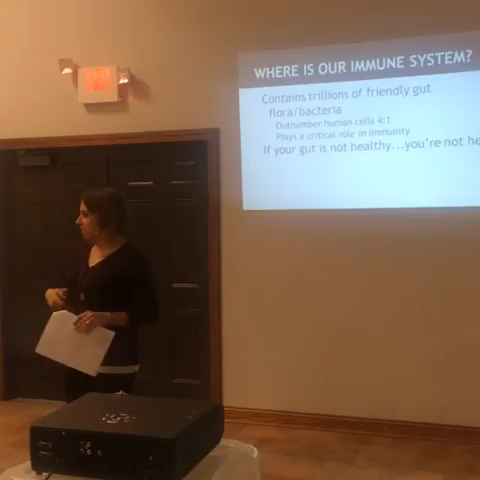 EXIT
WHERE IS OUR IMMUNE SYSTEM?
Contains trillions of friendly gut
flora/bacteria
Outnumber human cells 4:1
Plays a critical role in immunity
If your gut is not healthy...you're not he